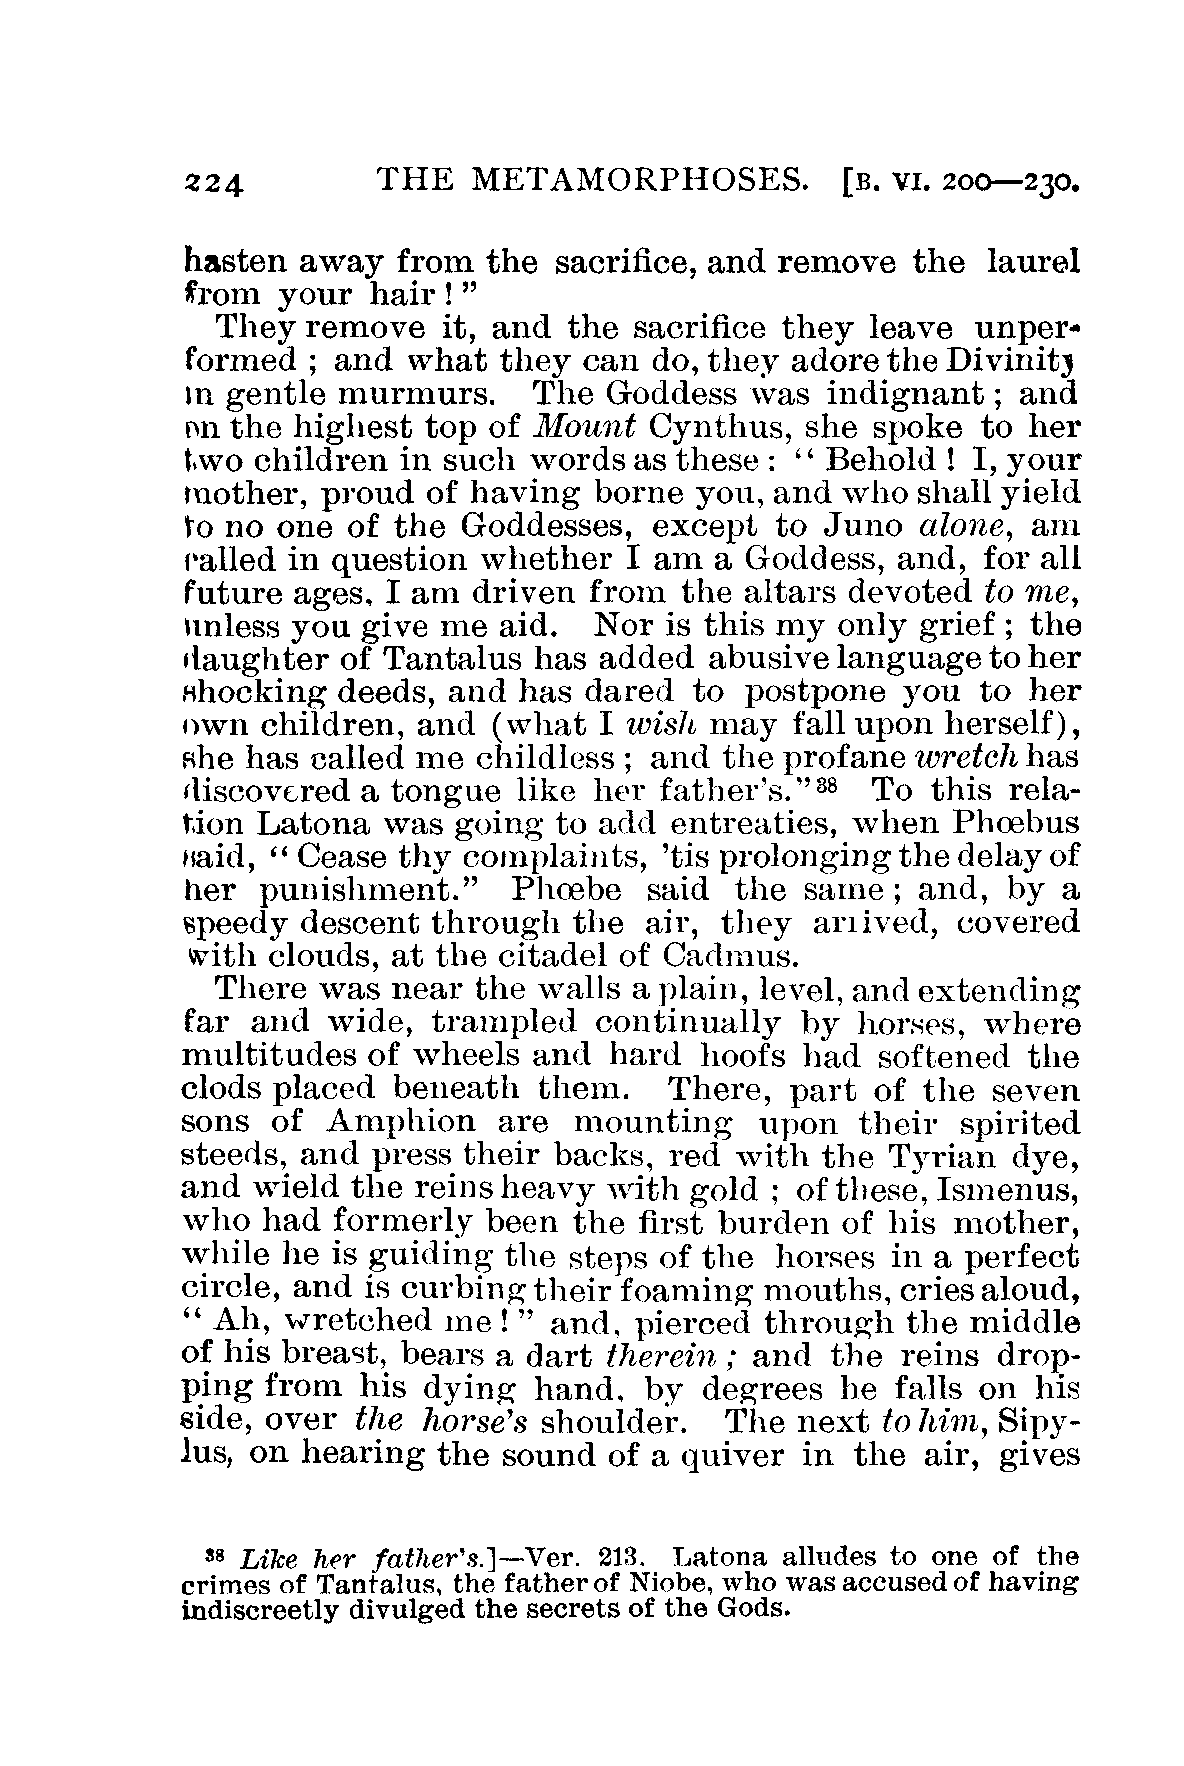 224 THE METAMORPHOSES. [B. VI. 200—230.
hasten away from the sacrifice, and remove the laurel
from your hair ! ”
They remove it, and the sacrifice they leave unper-
formed ; and what they can do, they adore the Divinity
in gentle murmurs. The Goddess was indignant ; and
on the highest top of Mount Cynthus, she spoke to her
two children in such words as these : “ Behold ! I, your
mother, proud of having borne you, and who shall yield
to no one of the Goddesses, except to Juno alone, am
called in question whether I am a Goddess, and, for all
future ages, I am driven from the altars devoted to me,
unless you give me aid. Nor is this my only grief ; the
daughter of Tantalus has added abusive language to her
shocking deeds, and has dared to postpone you to her
own children, and (what I wish may fall upon herself),
she has called me childless ; and the profane wretch has
discovered a tongue like her father’s.”38 To this rela-
tion Latona was going to add entreaties, when Phœbus
said, “ Cease thy complaints, ’tis prolonging the delay of
her punishment.” Phœbe said the same ; and, by a
speedy descent through the air, they arrived, covered
with clouds, at the citadel of Cadmus.
There was near the walls a plain, level, and extending
far and wide, trampled continually by horses, where
multitudes of wheels and hard hoofs had softened the
clods placed beneath them. There, part of the seven
sons of Amphion are mounting upon their spirited
steeds, and press their backs, red with the Tyrian dye,
and wield the reins heavy with gold ; of these, Ismenus,
who had formerly been the first burden of his mother,
while he is guiding the steps of the horses in a perfect
circle, and is curbing their foaming mouths, cries aloud,
“ Ah, wretched me ! ” and, pierced through the middle
of his breast, bears a dart therein ; and the reins drop-
ping from his dying hand, by degrees he falls on his
side, over the horse’s shoulder. The next to him, Sipy-
lus, on hearing the sound of a quiver in the air, gives
38 Like her father’s.]—Ver. 213. Latona alludes to one of the
crimes of Tantalus, the father of Niobe, who was accused of having
indiscreetly divulged the secrets of the Gods.